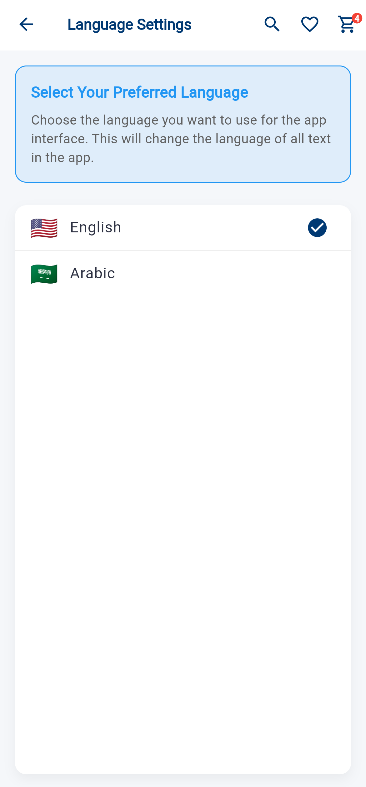 Language Settings
4
Select Your Preferred Language
Choose the language you want to use for the app
interface. This will change the language of all text
in the app.
English
Arabic